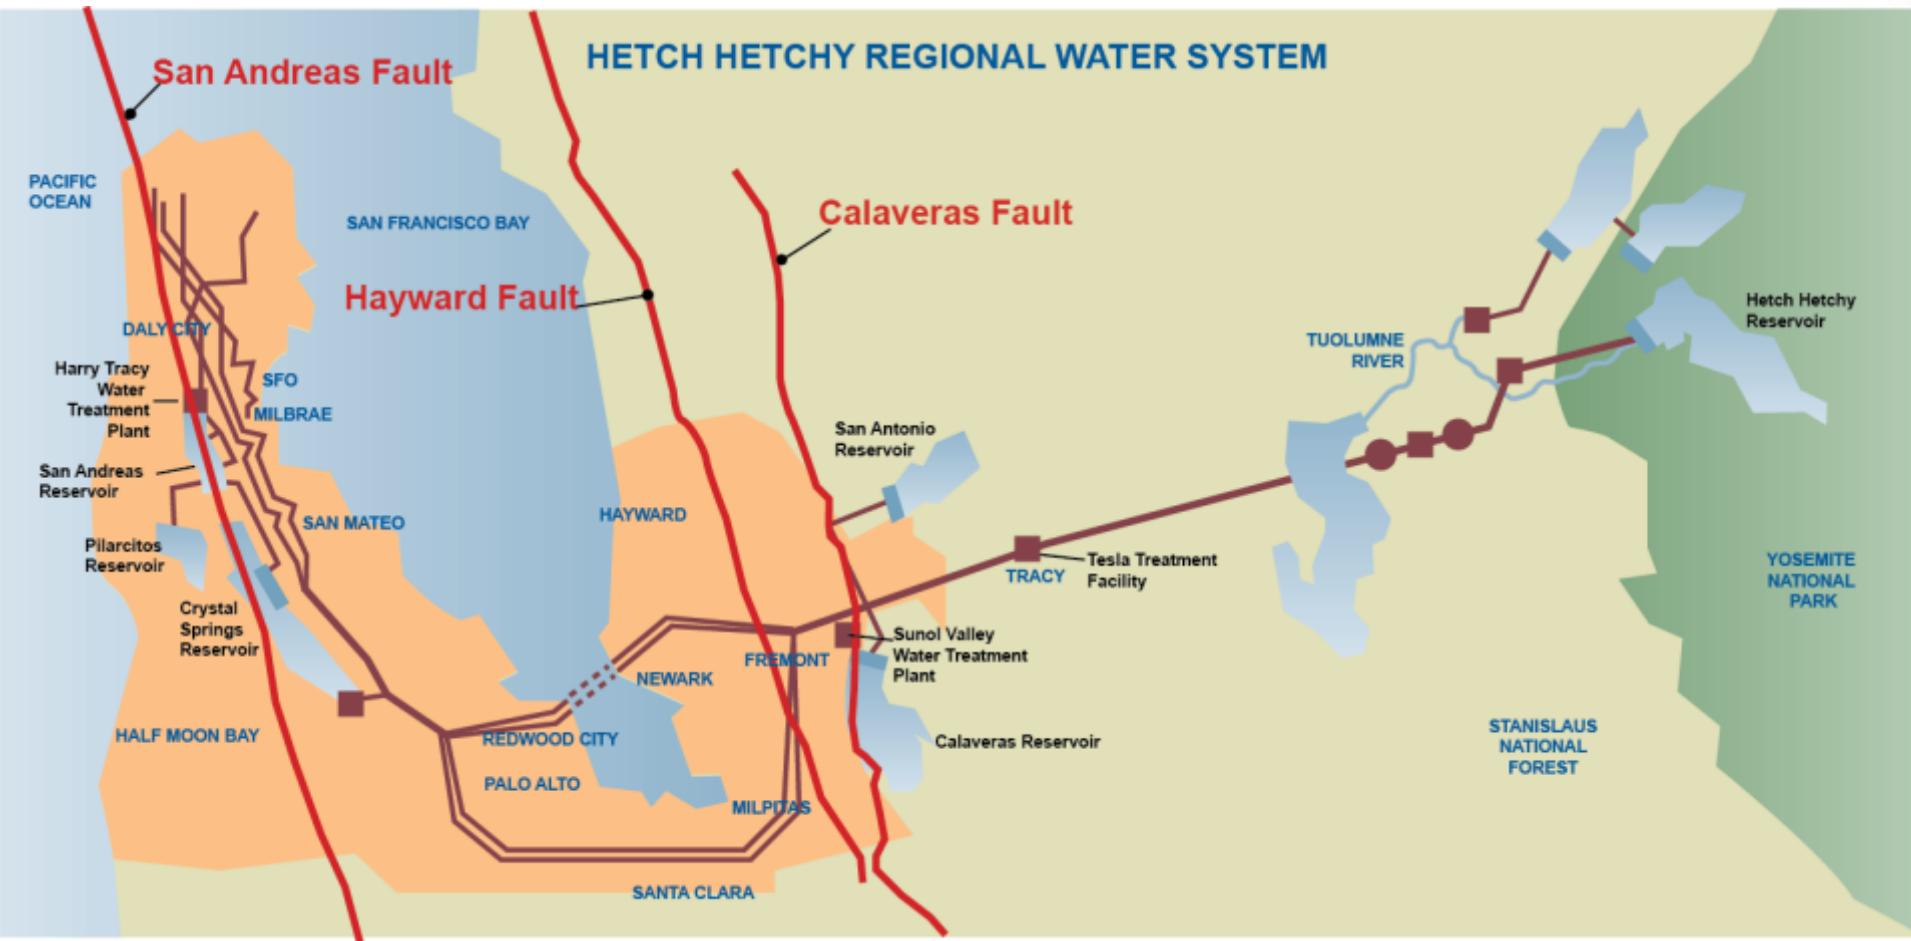 HETCH HETCHY REGIONAL WATER SYSTEM
San Andreas Fault
PACIFIC
OCEAN
SAN FRANCISCO BAY
Calaveras Fault
Hayward Fault
Hetch Hetchy
Reservoir
TUOLUMNE
RIVER
DALY CITY
Harry Tracy
Water
Treatment
Plant
SFO
MILBRAE
San Antonio
Reservoir
San Andreas
Reservoir
HAYWARD
SAN MATEO
Pilarcitos
Reservoir
Tesla Treatment
Facility
TRACY
YOSEMITE
NATIONAL
PARK
Crystal
Springs
Reservoir
Sunol Valley
Water Treatment
Plant
FREMONT
NEWARK
HALF MOON BAY
REDWOOD CITY
Calaveras Reservoir
STANISLAUS
NATIONAL
FOREST
PALO ALTO
MILPITAS
SANTA CLARA